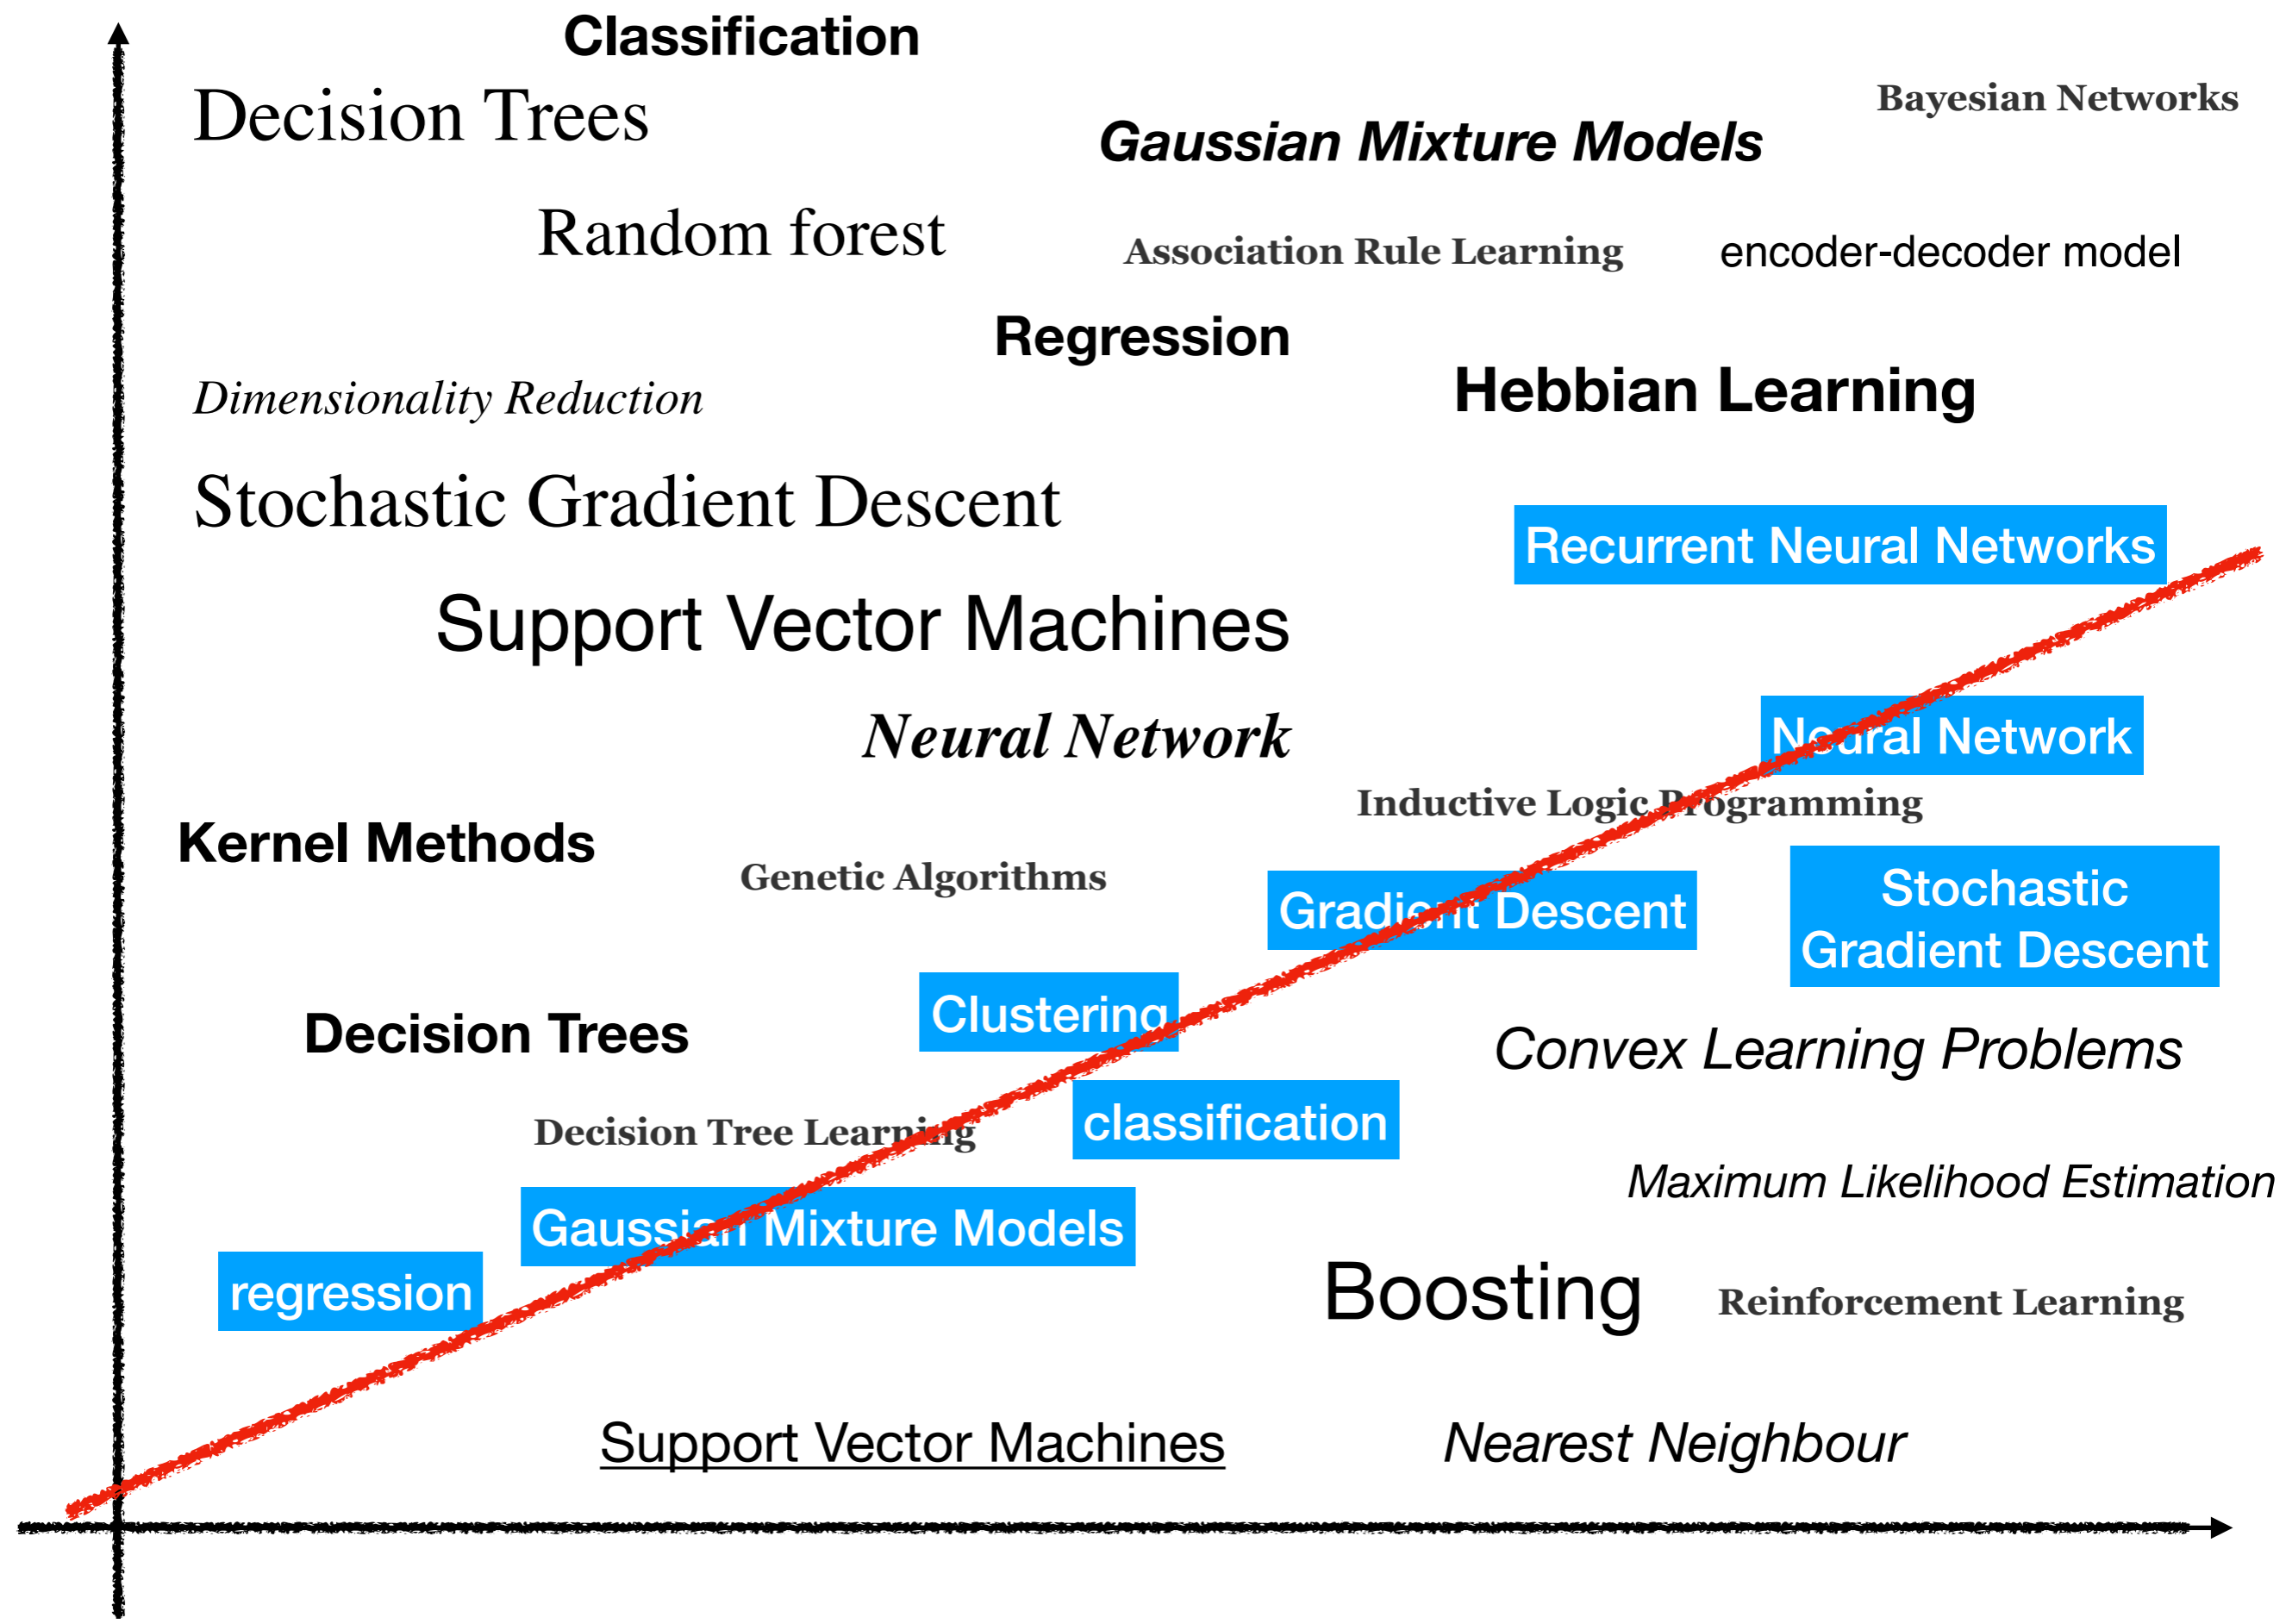 Classification
Decision Trees
Bayesian Networks
Gaussian Mixture Models
Random forest
Association Rule Learning
encoder-decoder model
Regression
Dimensionality Reduction
Hebbian Learning
Stochastic Gradient Descent
Recurrent Neural Networks
Support Vector Machines
Neural Network
Neural Network
Inductive Logic Programming
Kernel Methods
Genetic Algorithms
Gradient Descent
Stochastic
Gradient Descent
Clustering
Decision Trees
Convex Learning Problems
classification
Decision Tree Learning
Maximum Likelihood Estimation
Gaussian Mixture Models
regression
Boosting
Reinforcement Learning
Support Vector Machines
Nearest Neighbour